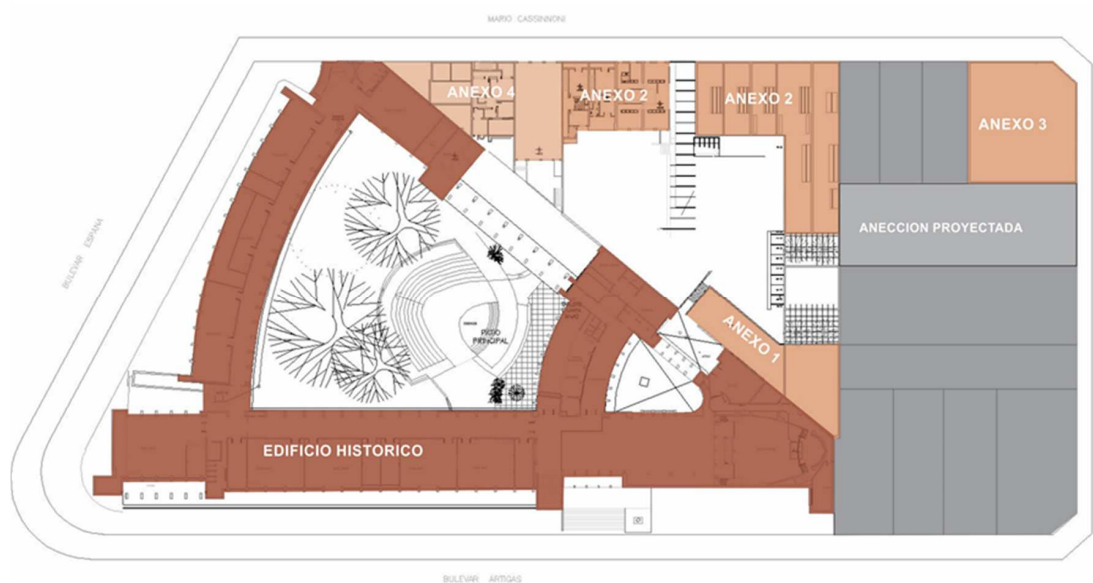 MARIO CASSINNONI
ANEXO 4
ANEXO 2
ANEXO 2
ANEXO 3
BULEVAR ESPAÑA
ANECCION PROYECTADA
PATIO
PRINCIPAL
ANEXO 1
EDIFICIO HISTORICO
BULEVAR ARTIGAS